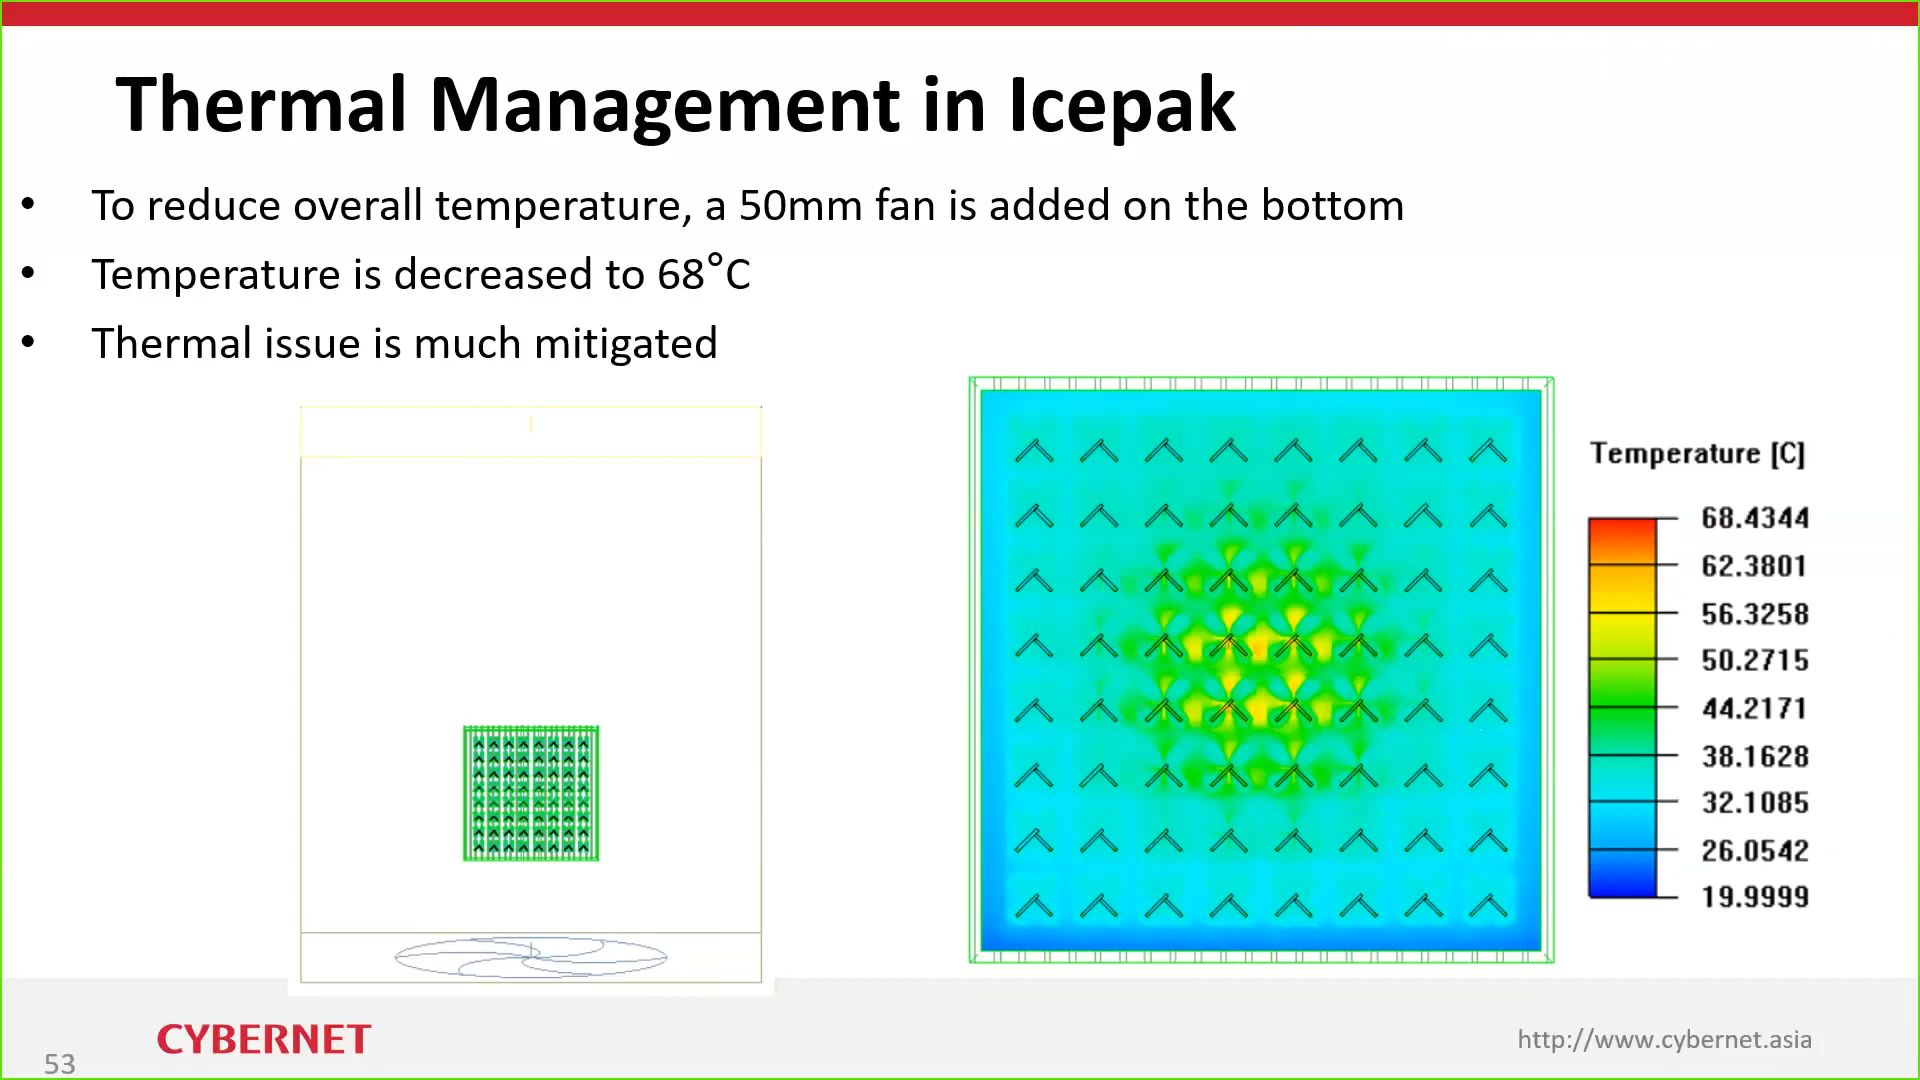 Thermal Management in Icepak
• To reduce overall temperature, a 50mm fan is added on the bottom
• Temperature is decreased to 68°C
• Thermal issue is much mitigated
Temperature [C]
68.4344
62.3801
56.3258
50.2715
44.2171
38.1628
32.1085
26.0542
19.9999
CYBERNET
http://www.cybernet.asia
53